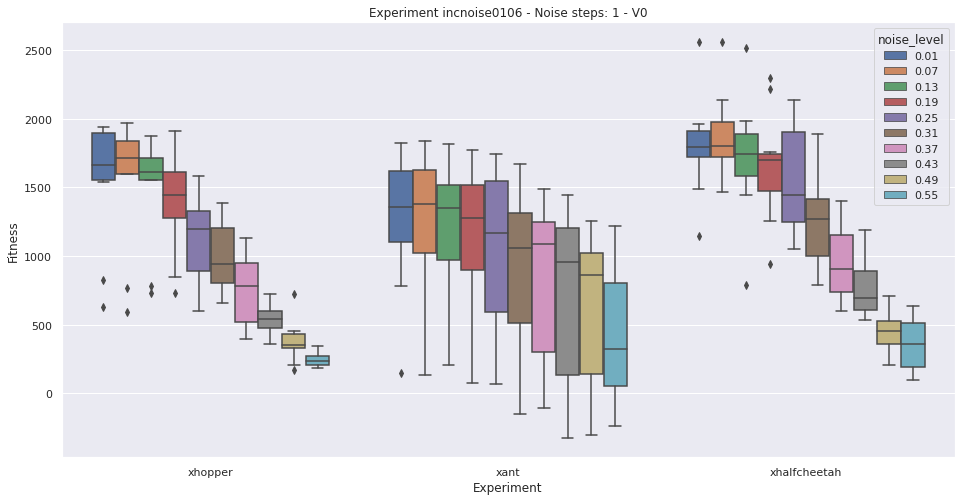 Experiment incnoise0106 - Noise steps: 1 - V0
noise_level
0.01
0.07
0.13
0.19
0.25
0.31
0.37
0.43
0.49
0.55
Fitness
2500
2000
1500
1000
500
0
xhopper
xant
xhalfcheetah
Experiment